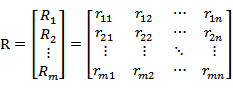 R = [R₁ R₂ ⋮ Rₘ] = [r₁₁ r₁₂ ⋯ r₁ₙ
r₂₁ r₂₂ ⋯ r₂ₙ
⋮ ⋮ ⋱ ⋮
rₘ₁ rₘ₂ ⋯ rₘₙ]